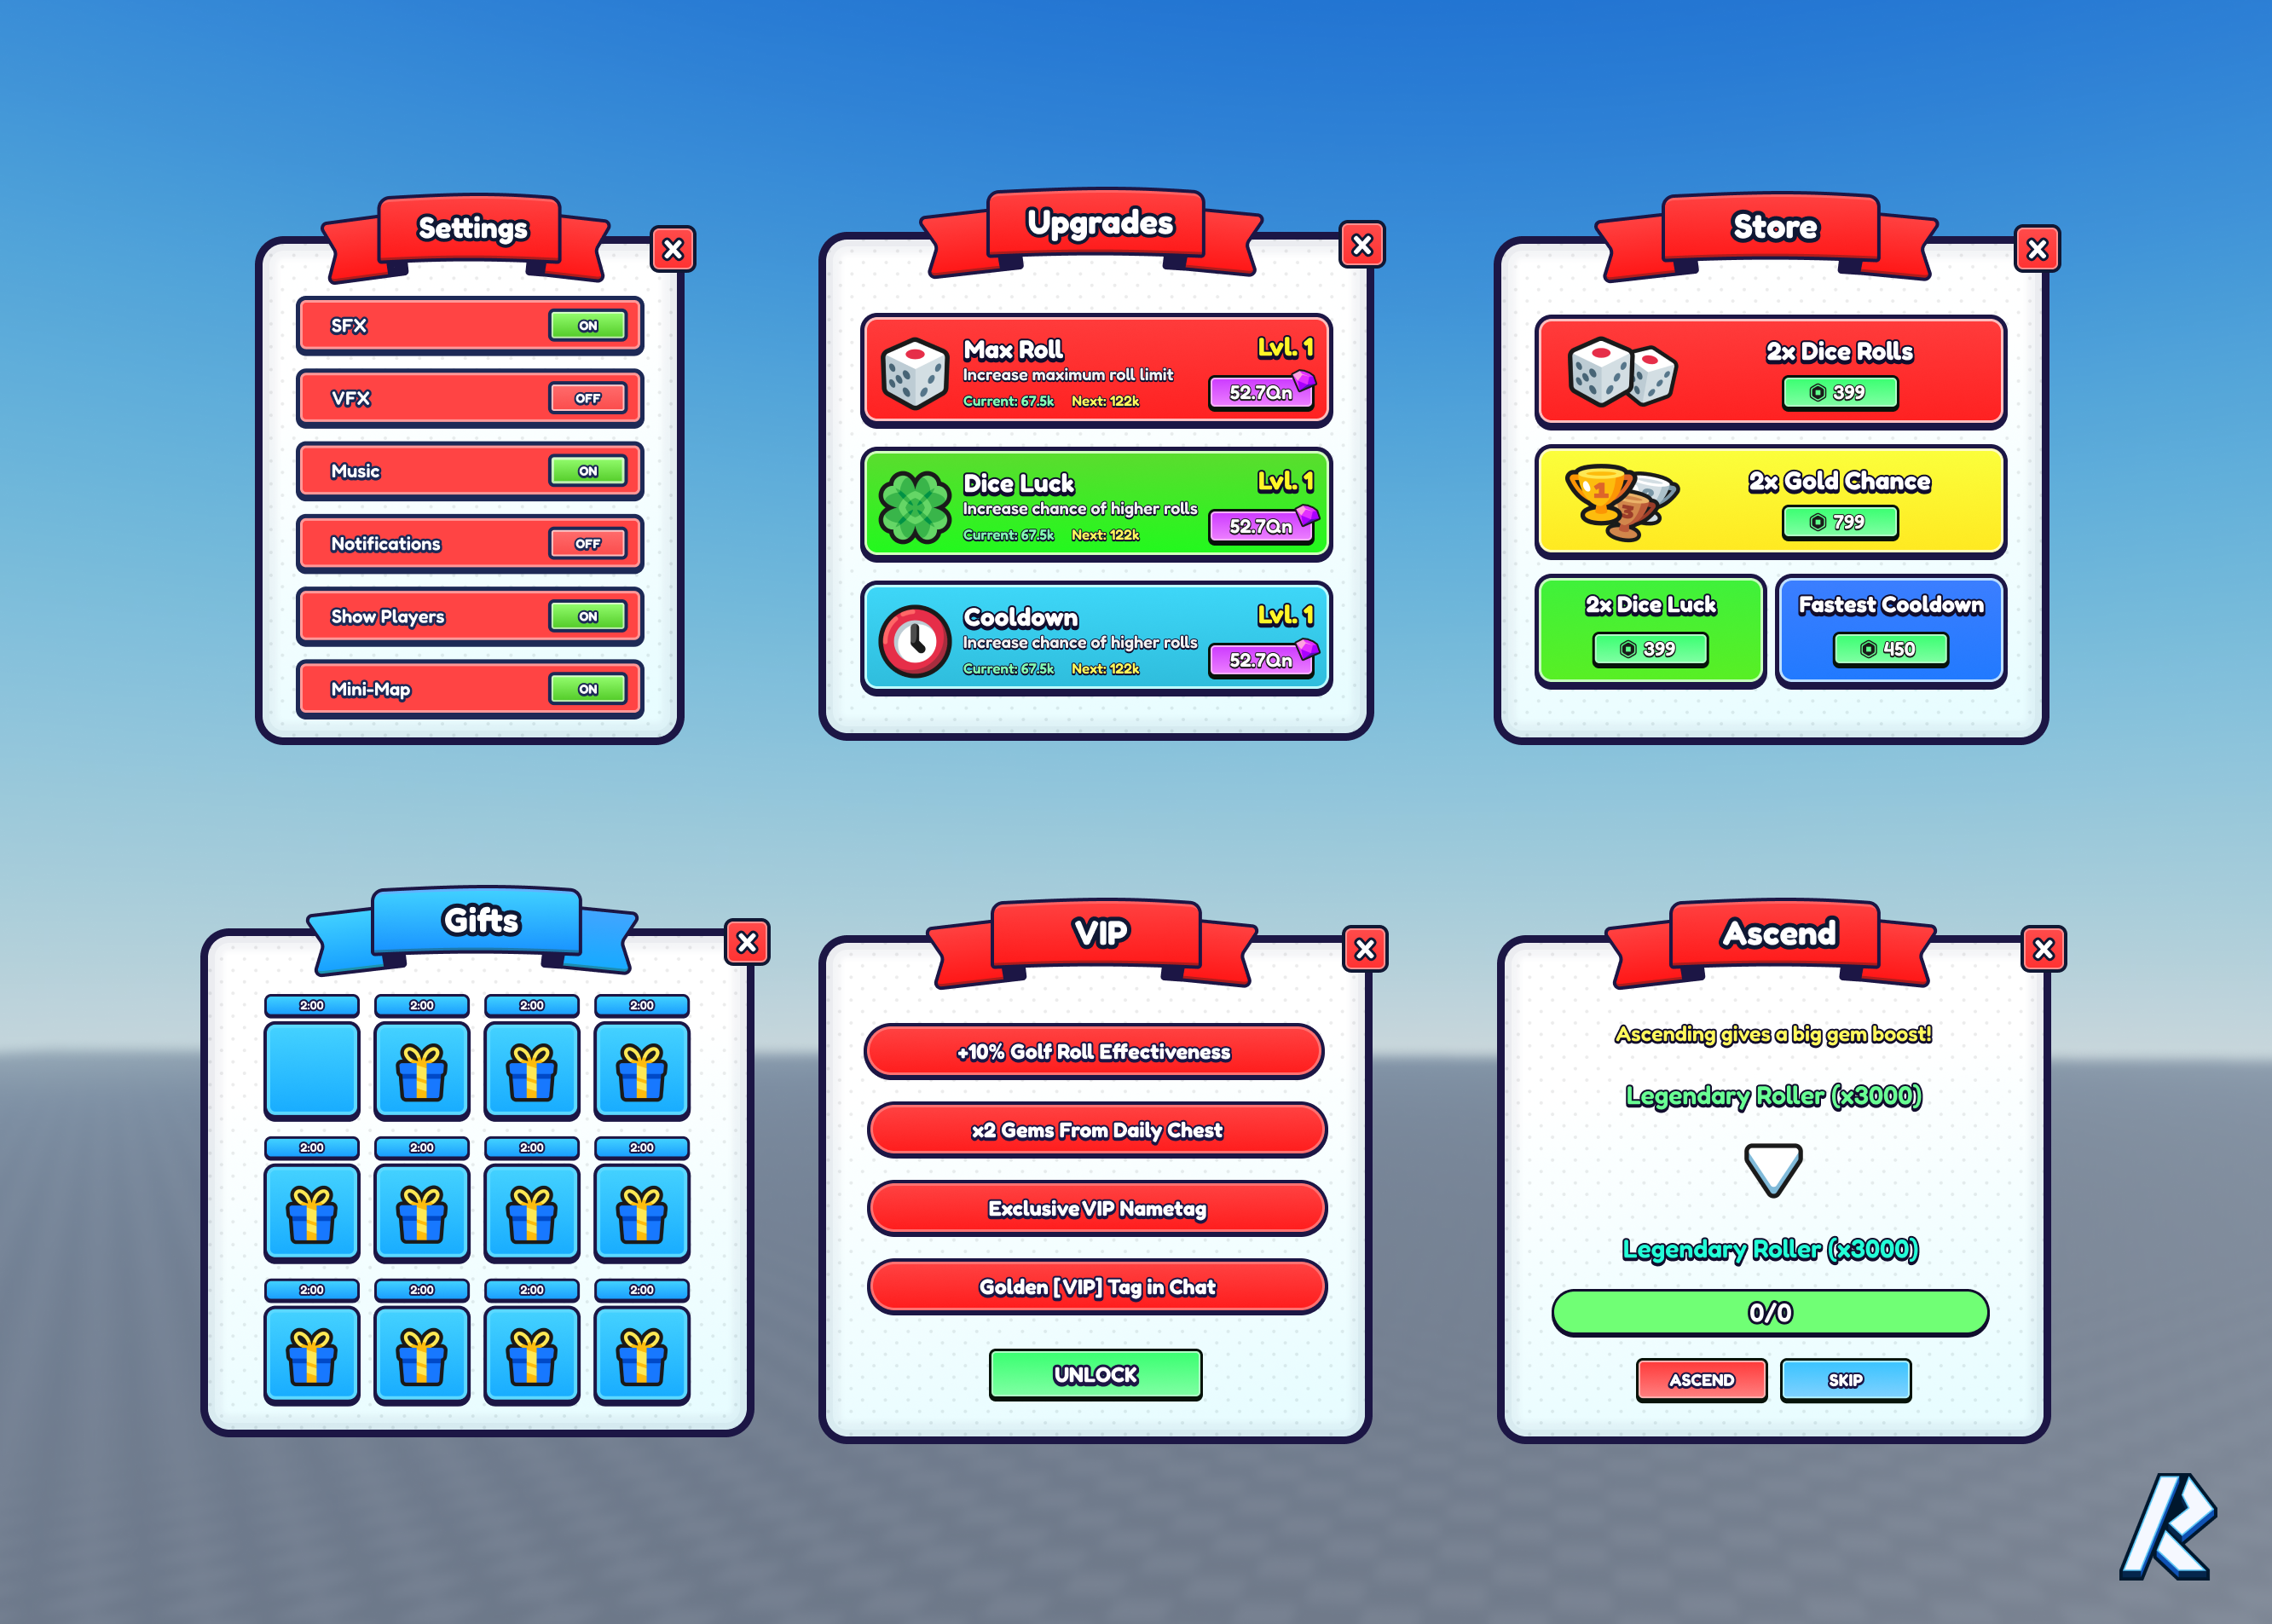 Settings
SFX
ON
VFX
OFF
Music
ON
Notifications
OFF
Show Players
ON
Mini-Map
ON
Upgrades
Max Roll
Lvl. 1
Increase maximum roll limit
52.7Qn
Current: 67.5k Next: 122k
Dice Luck
Lvl. 1
Increase chance of higher rolls
52.7Qn
Current: 67.5k Next: 122k
Cooldown
Lvl. 1
Increase chance of higher rolls
52.7Qn
Current: 67.5k Next: 122k
Store
2x Dice Rolls
399
1
3
2x Gold Chance
799
2x Dice Luck
399
Fastest Cooldown
450
Gifts
2:00 2:00 2:00 2:00
2:00 2:00 2:00 2:00
2:00 2:00 2:00 2:00
VIP
+10% Golf Roll Effectiveness
x2 Gems From Daily Chest
Exclusive VIP Nametag
Golden [VIP] Tag in Chat
UNLOCK
Ascend
Ascending gives a big gem boost!
Legendary Roller (x3000)
Legendary Roller (x3000)
0/0
ASCEND
SKIP
R